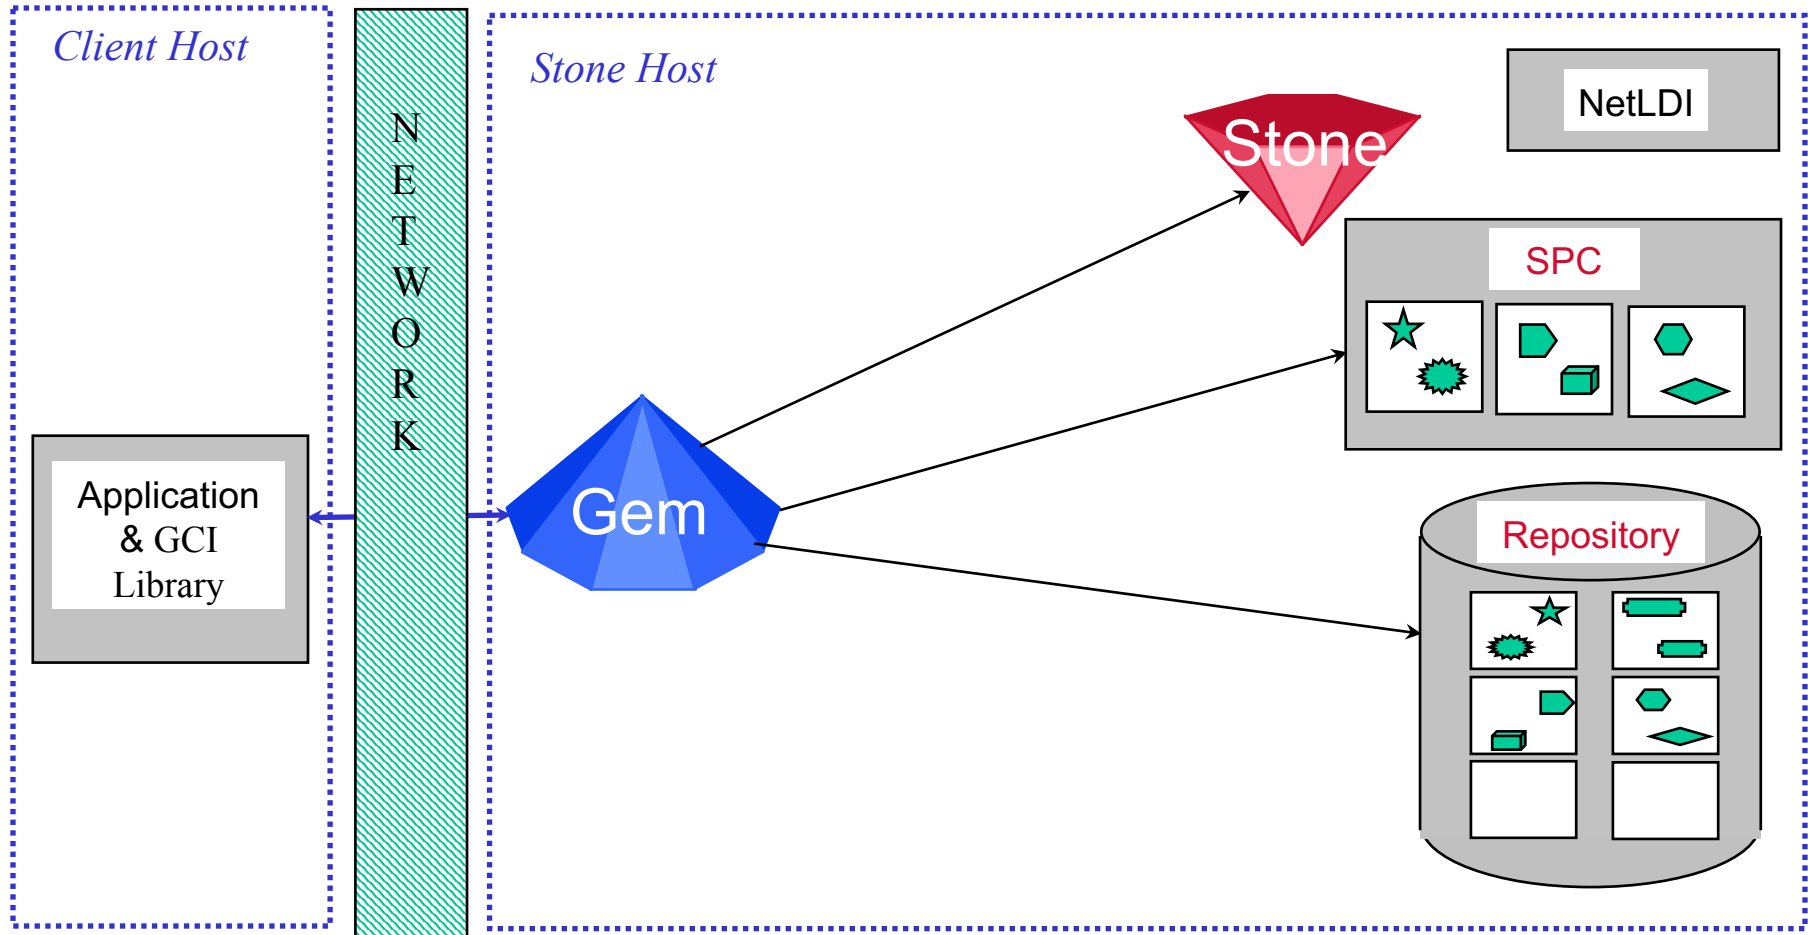 Client Host
N
E
T
W
O
R
K
Stone Host
Stone
NetLDI
SPC
Gem
Application
& GCI
Library
Repository